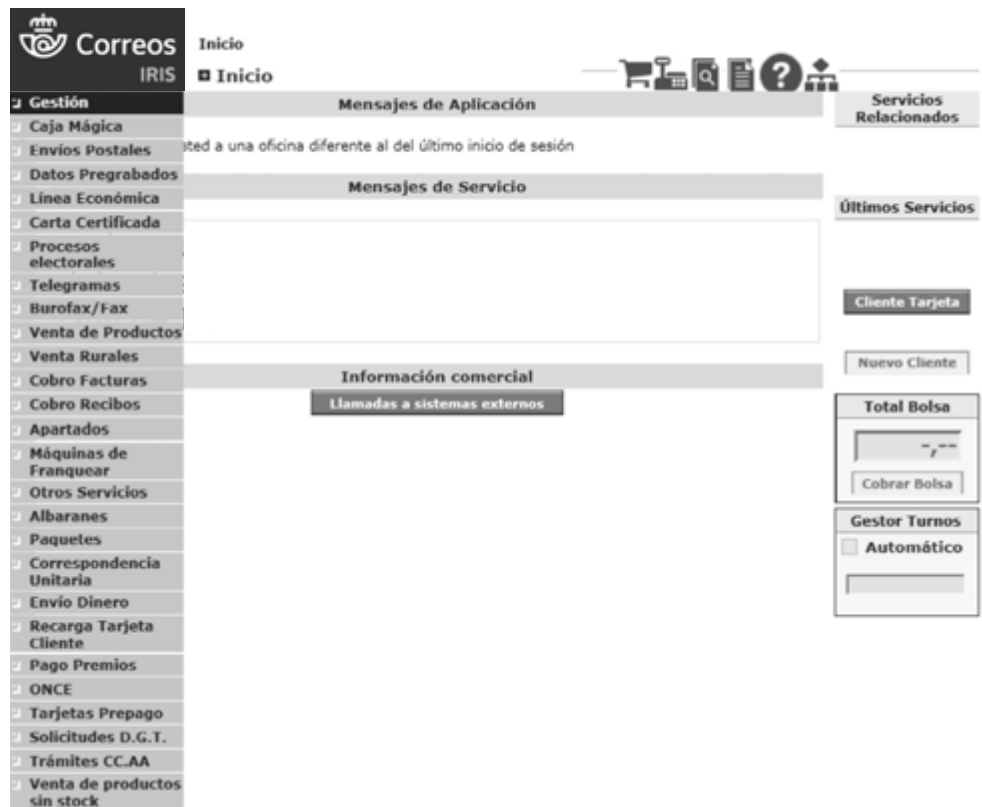 Correos
IRIS
Inicio
Inicio
?
Gestión
Caja Mágica
Envíos Postales
Datos Pregrabados
Línea Económica
Carta Certificada
Procesos
electorales
Telegramas
Burofax/Fax
Venta de Productos
Venta Rurales
Cobro Facturas
Cobro Recibos
Apartados
Máquinas de
Franquear
Otros Servicios
Albaranes
Paquetes
Correspondencia
Unitaria
Envío Dinero
Recarga Tarjeta
Cliente
Pago Premios
ONCE
Tarjetas Prepago
Solicitudes D.G.T.
Trámites CC.AA
Venta de productos
sin stock
Mensajes de Aplicación
sted a una oficina diferente al del último inicio de sesión
Mensajes de Servicio
Información comercial
Llamadas a sistemas externos
Servicios
Relacionados
Últimos Servicios
Cliente Tarjeta
Nuevo Cliente
Total Bolsa
-,--
Cobrar Bolsa
Gestor Turnos
Automático